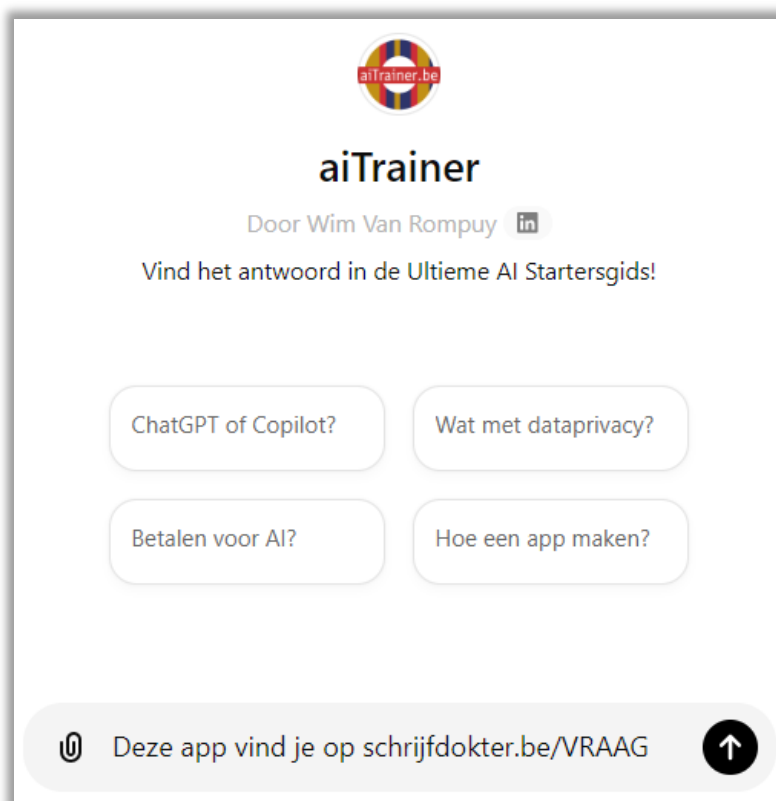 aiTrainer.be
aiTrainer
Door Wim Van Rompuy in
Vind het antwoord in de Ultieme AI Startersgids!
ChatGPT of Copilot?
Wat met dataprivacy?
Betalen voor AI?
Hoe een app maken?
Deze app vind je op schrijfdokter.be/VRAAG